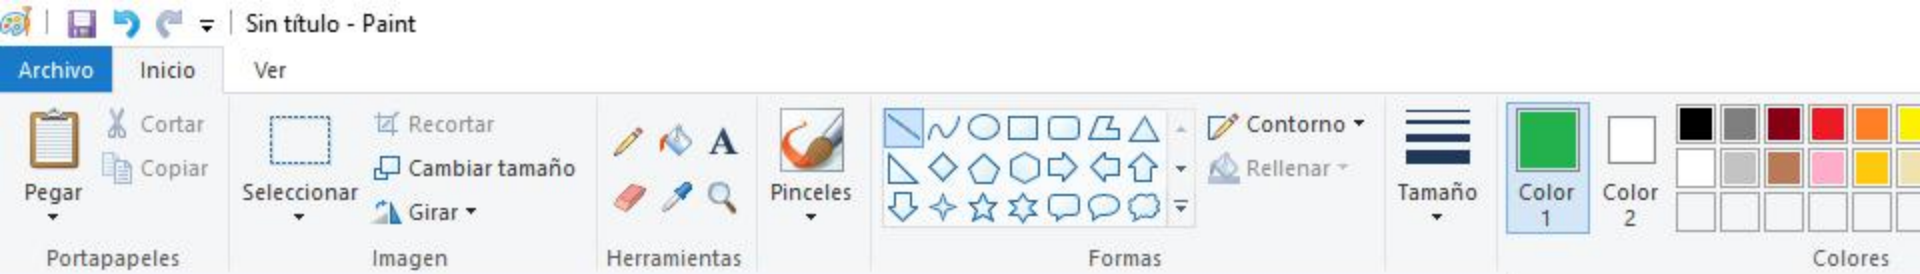 Sin título - Paint
Archivo Inicio Ver
Pegar
Cortar
Copiar
Portapapeles
Seleccionar
Recortar
Cambiar tamaño
Girar
Imagen
A
Herramientas
Pinceles
Contorno
Rellenar
Formas
Tamaño
Color
1
Color
2
Colores